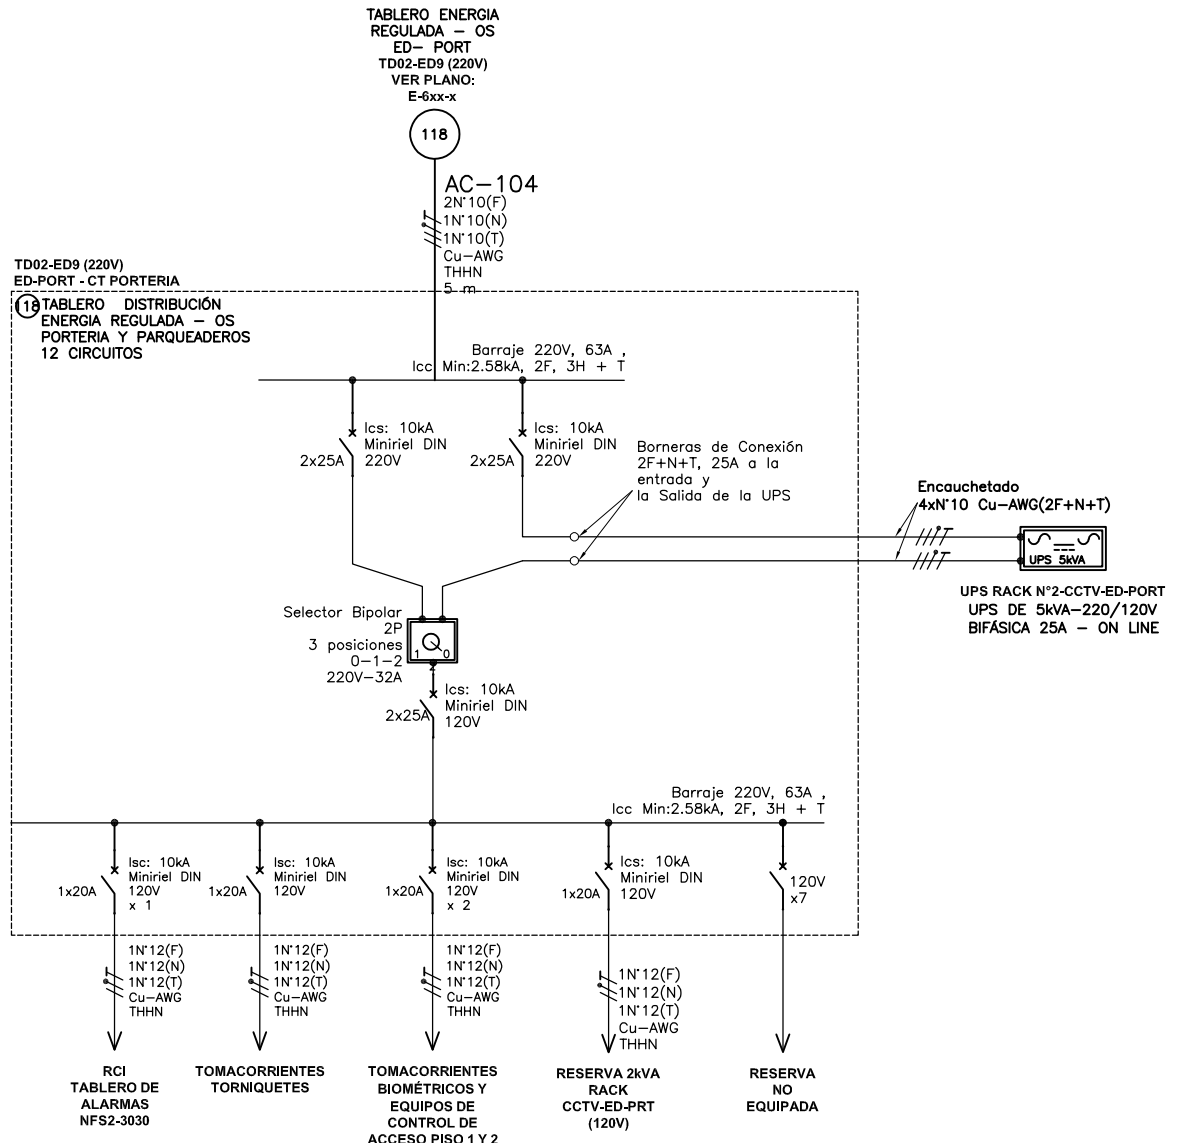 TABLERO ENERGIA
REGULADA – OS
ED– PORT
TD02-ED9 (220V)
VER PLANO:
E-6xx-x
118
AC–104
2N°10(F)
1N°10(N)
1N°10(T)
Cu–AWG
THHN
5 m
TD02-ED9 (220V)
ED-PORT - CT PORTERIA
118
TABLERO DISTRIBUCIÓN
ENERGIA REGULADA – OS
PORTERIA Y PARQUEADEROS
12 CIRCUITOS
Barraje 220V, 63A ,
Icc Min:2.58kA, 2F, 3H + T
Ics: 10kA
Miniriel DIN
220V
2x25A
Ics: 10kA
Miniriel DIN
220V
2x25A
Borneras de Conexión
2F+N+T, 25A a la
entrada y
la Salida de la UPS
Encauchetado
4xN°10 Cu–AWG(2F+N+T)
UPS 5kVA
UPS RACK N°2-CCTV-ED-PORT
UPS DE 5kVA–220/120V
BIFÁSICA 25A – ON LINE
Selector Bipolar
2P
3 posiciones
0–1–2
220V–32A
1 0
2
Ics: 10kA
Miniriel DIN
120V
2x25A
Barraje 220V, 63A ,
Icc Min:2.58kA, 2F, 3H + T
Isc: 10kA
Miniriel DIN
120V
x 1
1x20A
Isc: 10kA
Miniriel DIN
120V
1x20A
Isc: 10kA
Miniriel DIN
120V
x 2
1x20A
Ics: 10kA
Miniriel DIN
120V
1x20A
120V
x7
1N°12(F)
1N°12(N)
1N°12(T)
Cu–AWG
THHN
1N°12(F)
1N°12(N)
1N°12(T)
Cu–AWG
THHN
1N°12(F)
1N°12(N)
1N°12(T)
Cu–AWG
THHN
1N°12(F)
1N°12(N)
1N°12(T)
Cu–AWG
THHN
RCI
TABLERO DE
ALARMAS
NFS2-3030
TOMACORRIENTES
TORNIQUETES
TOMACORRIENTES
BIOMÉTRICOS Y
EQUIPOS DE
CONTROL DE
ACCESO PISO 1 Y 2
RESERVA 2kVA
RACK
CCTV-ED-PRT
(120V)
RESERVA
NO
EQUIPADA